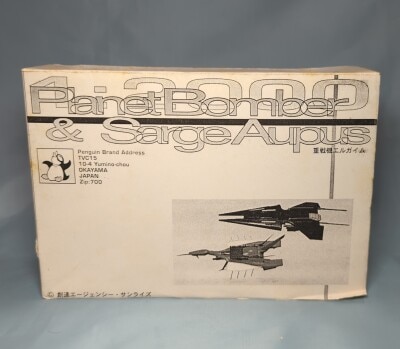 1:3000
Planet Bomber
& Sarge Aupus
重戦機エルガイム
Penguin Brand Address
TVC15
10-4 Yumino-chou
OKAYAMA
JAPAN
Zip.700
© 創通エージェンシー・サンライズ